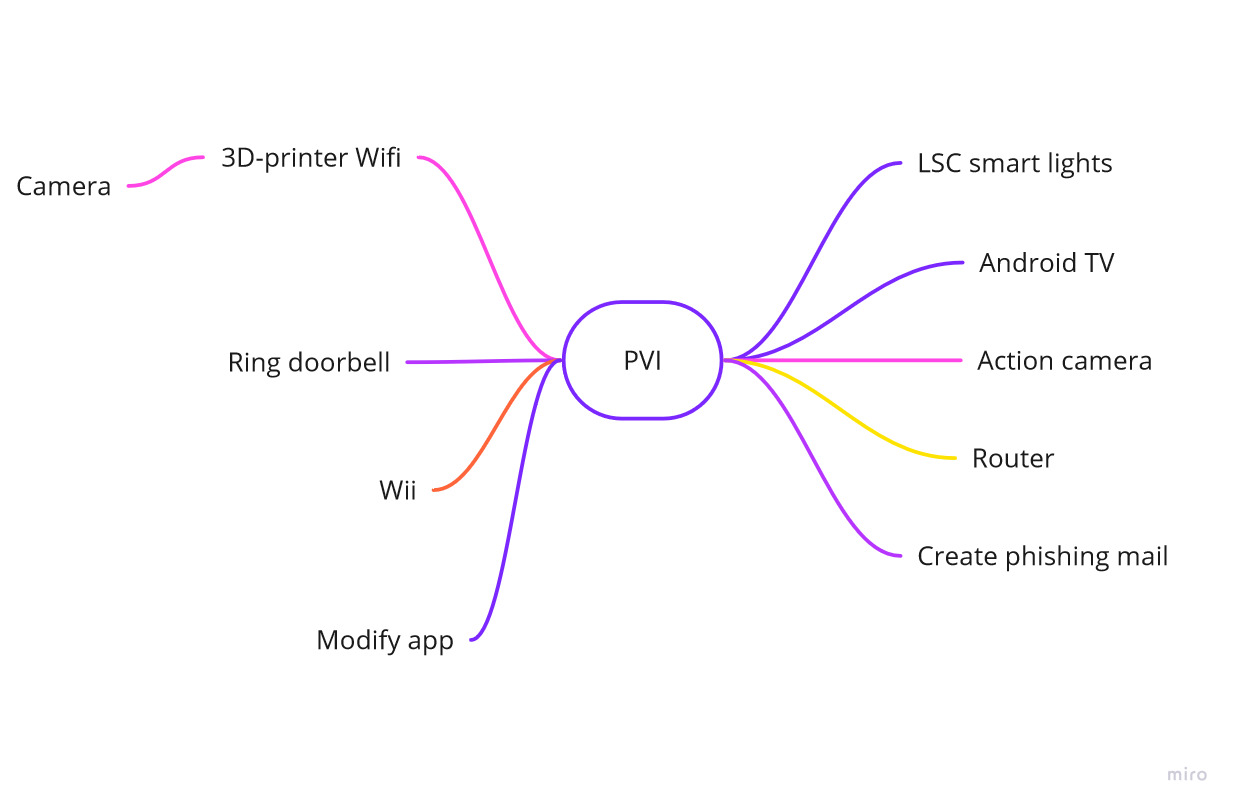 3D-printer Wifi
Camera
Ring doorbell
Wii
Modify app
PVI
LSC smart lights
Android TV
Action camera
Router
Create phishing mail
miro